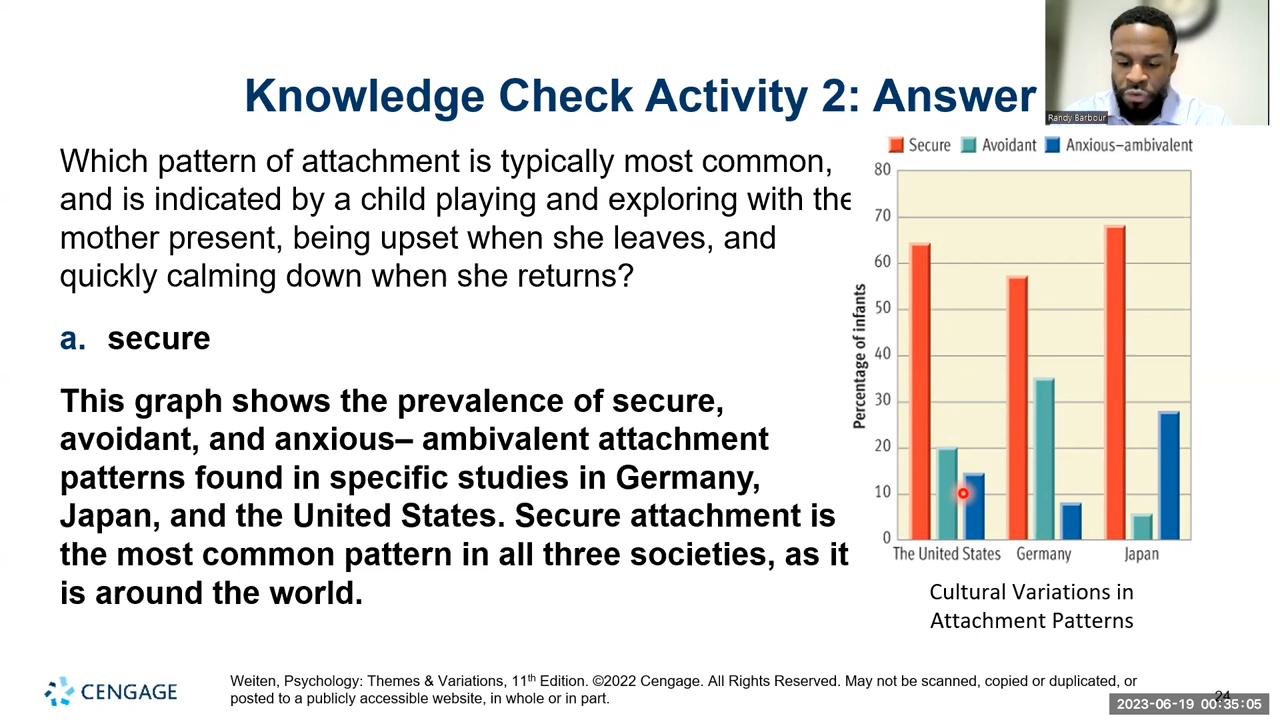 Knowledge Check Activity 2: Answer
Randy Barbour
Which pattern of attachment is typically most common,
and is indicated by a child playing and exploring with the
mother present, being upset when she leaves, and
quickly calming down when she returns?
a. secure
This graph shows the prevalence of secure,
avoidant, and anxious– ambivalent attachment
patterns found in specific studies in Germany,
Japan, and the United States. Secure attachment is
the most common pattern in all three societies, as it
is around the world.
Secure Avoidant Anxious–ambivalent
Percentage of infants
80
70
60
50
40
30
20
10
0
The United States Germany Japan
Cultural Variations in
Attachment Patterns
CENGAGE
Weiten, Psychology: Themes & Variations, 11th Edition. ©2022 Cengage. All Rights Reserved. May not be scanned, copied or duplicated, or
posted to a publicly accessible website, in whole or in part.
24
2023-06-19 00:35:05